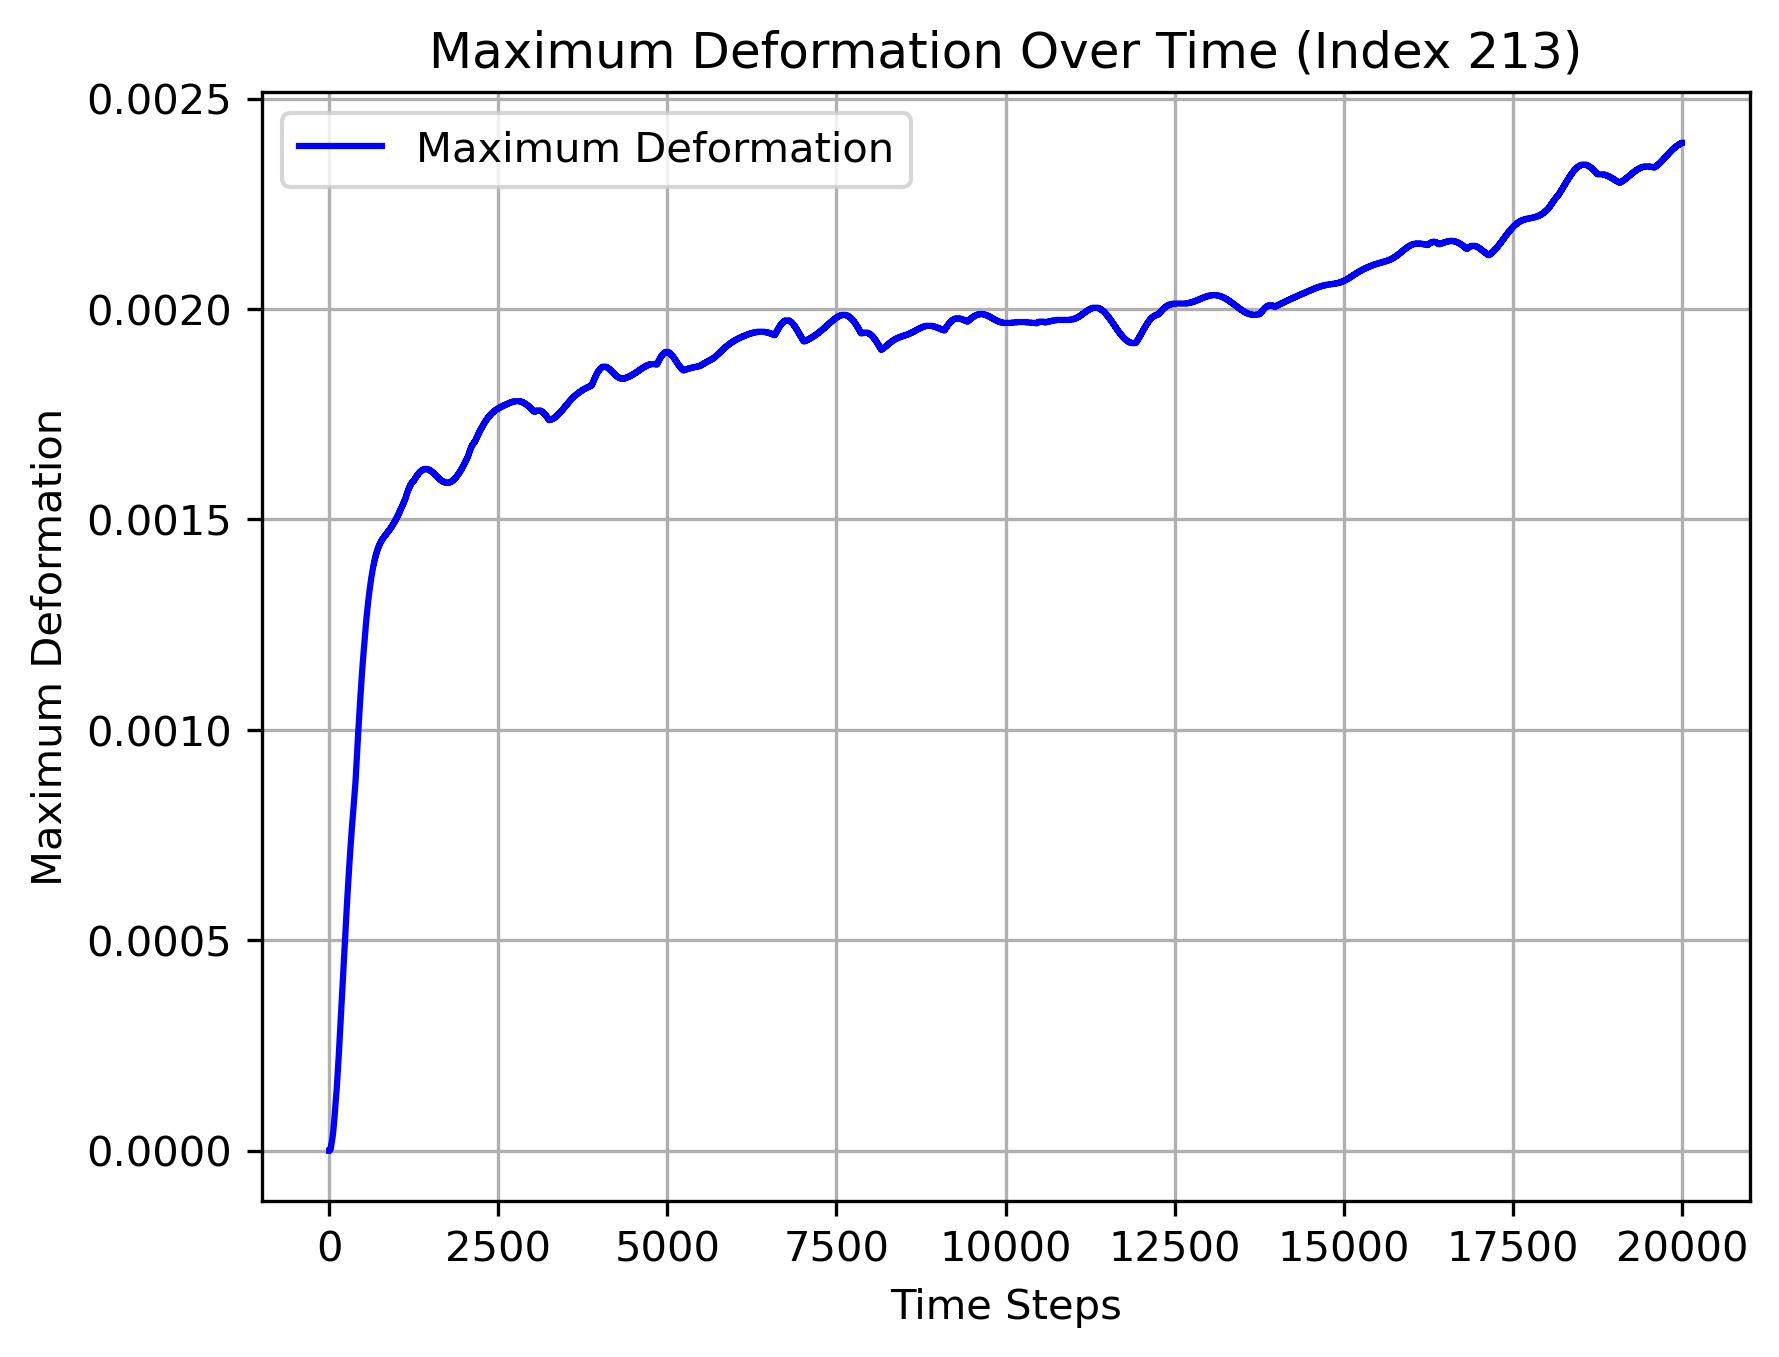 Maximum Deformation Over Time (Index 213)
Maximum Deformation
0.0025
0.0020
0.0015
0.0010
0.0005
0.0000
Maximum Deformation
0 2500 5000 7500 10000 12500 15000 17500 20000
Time Steps